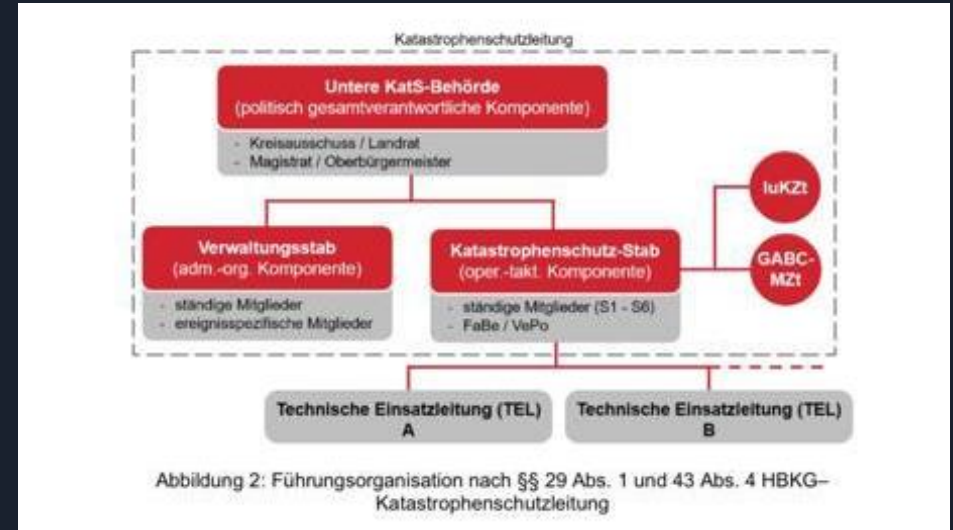 Katastrophenschutzleitung
Untere KatS-Behörde
(politisch gesamtverantwortliche Komponente)
- Kreisausschuss / Landrat
- Magistrat / Oberbürgermeister
IuKZt
GABC-
MZt
Verwaltungsstab
(adm.-org. Komponente)
- ständige Mitglieder
- ereignisspezifische Mitglieder
Katastrophenschutz-Stab
(oper.-takt. Komponente)
- ständige Mitglieder (S1 - S6)
- FaBe / VePo
Technische Einsatzleitung (TEL)
A
Technische Einsatzleitung (TEL)
B
Abbildung 2: Führungsorganisation nach §§ 29 Abs. 1 und 43 Abs. 4 HBKG–
Katastrophenschutzleitung